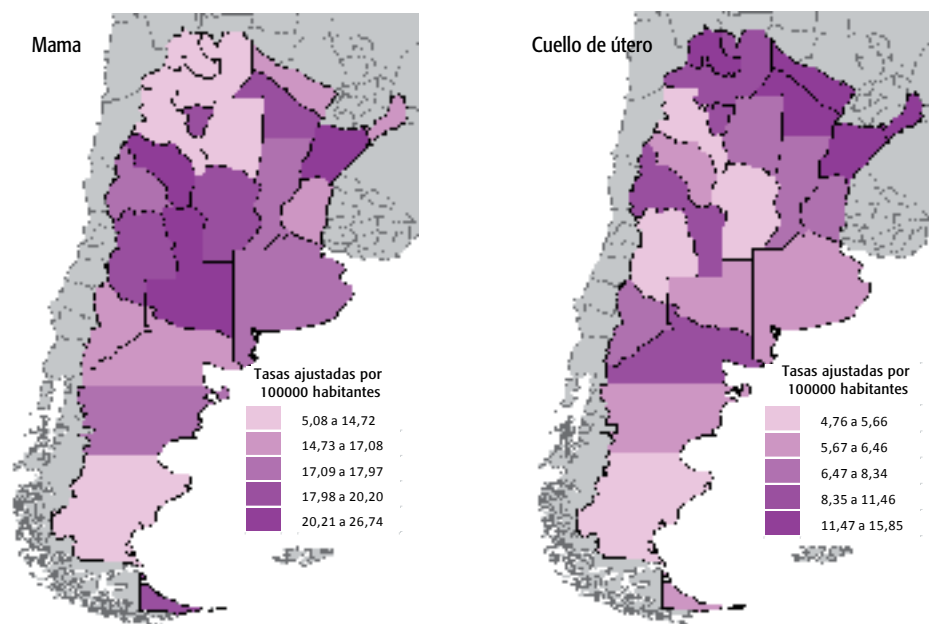 Mama
Tasas ajustadas por
100000 habitantes
5,08 a 14,72
14,73 a 17,08
17,09 a 17,97
17,98 a 20,20
20,21 a 26,74
Cuello de útero
Tasas ajustadas por
100000 habitantes
4,76 a 5,66
5,67 a 6,46
6,47 a 8,34
8,35 a 11,46
11,47 a 15,85